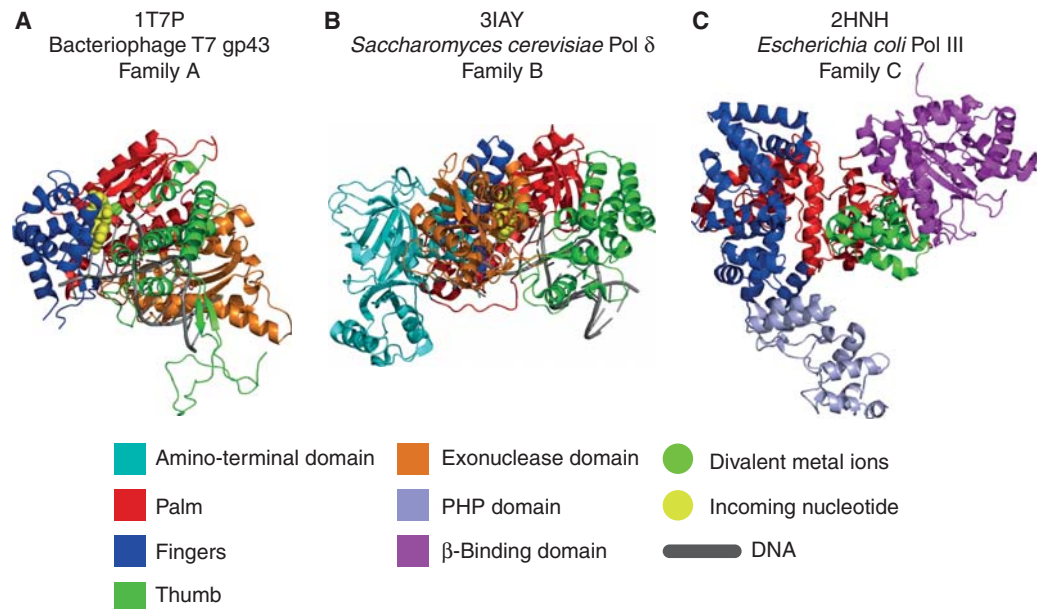 A
1T7P
Bacteriophage T7 gp43
Family A
B
3IAY
Saccharomyces cerevisiae Pol δ
Family B
C
2HNH
Escherichia coli Pol III
Family C
Amino-terminal domain
Palm
Fingers
Thumb
Exonuclease domain
PHP domain
β-Binding domain
Divalent metal ions
Incoming nucleotide
DNA